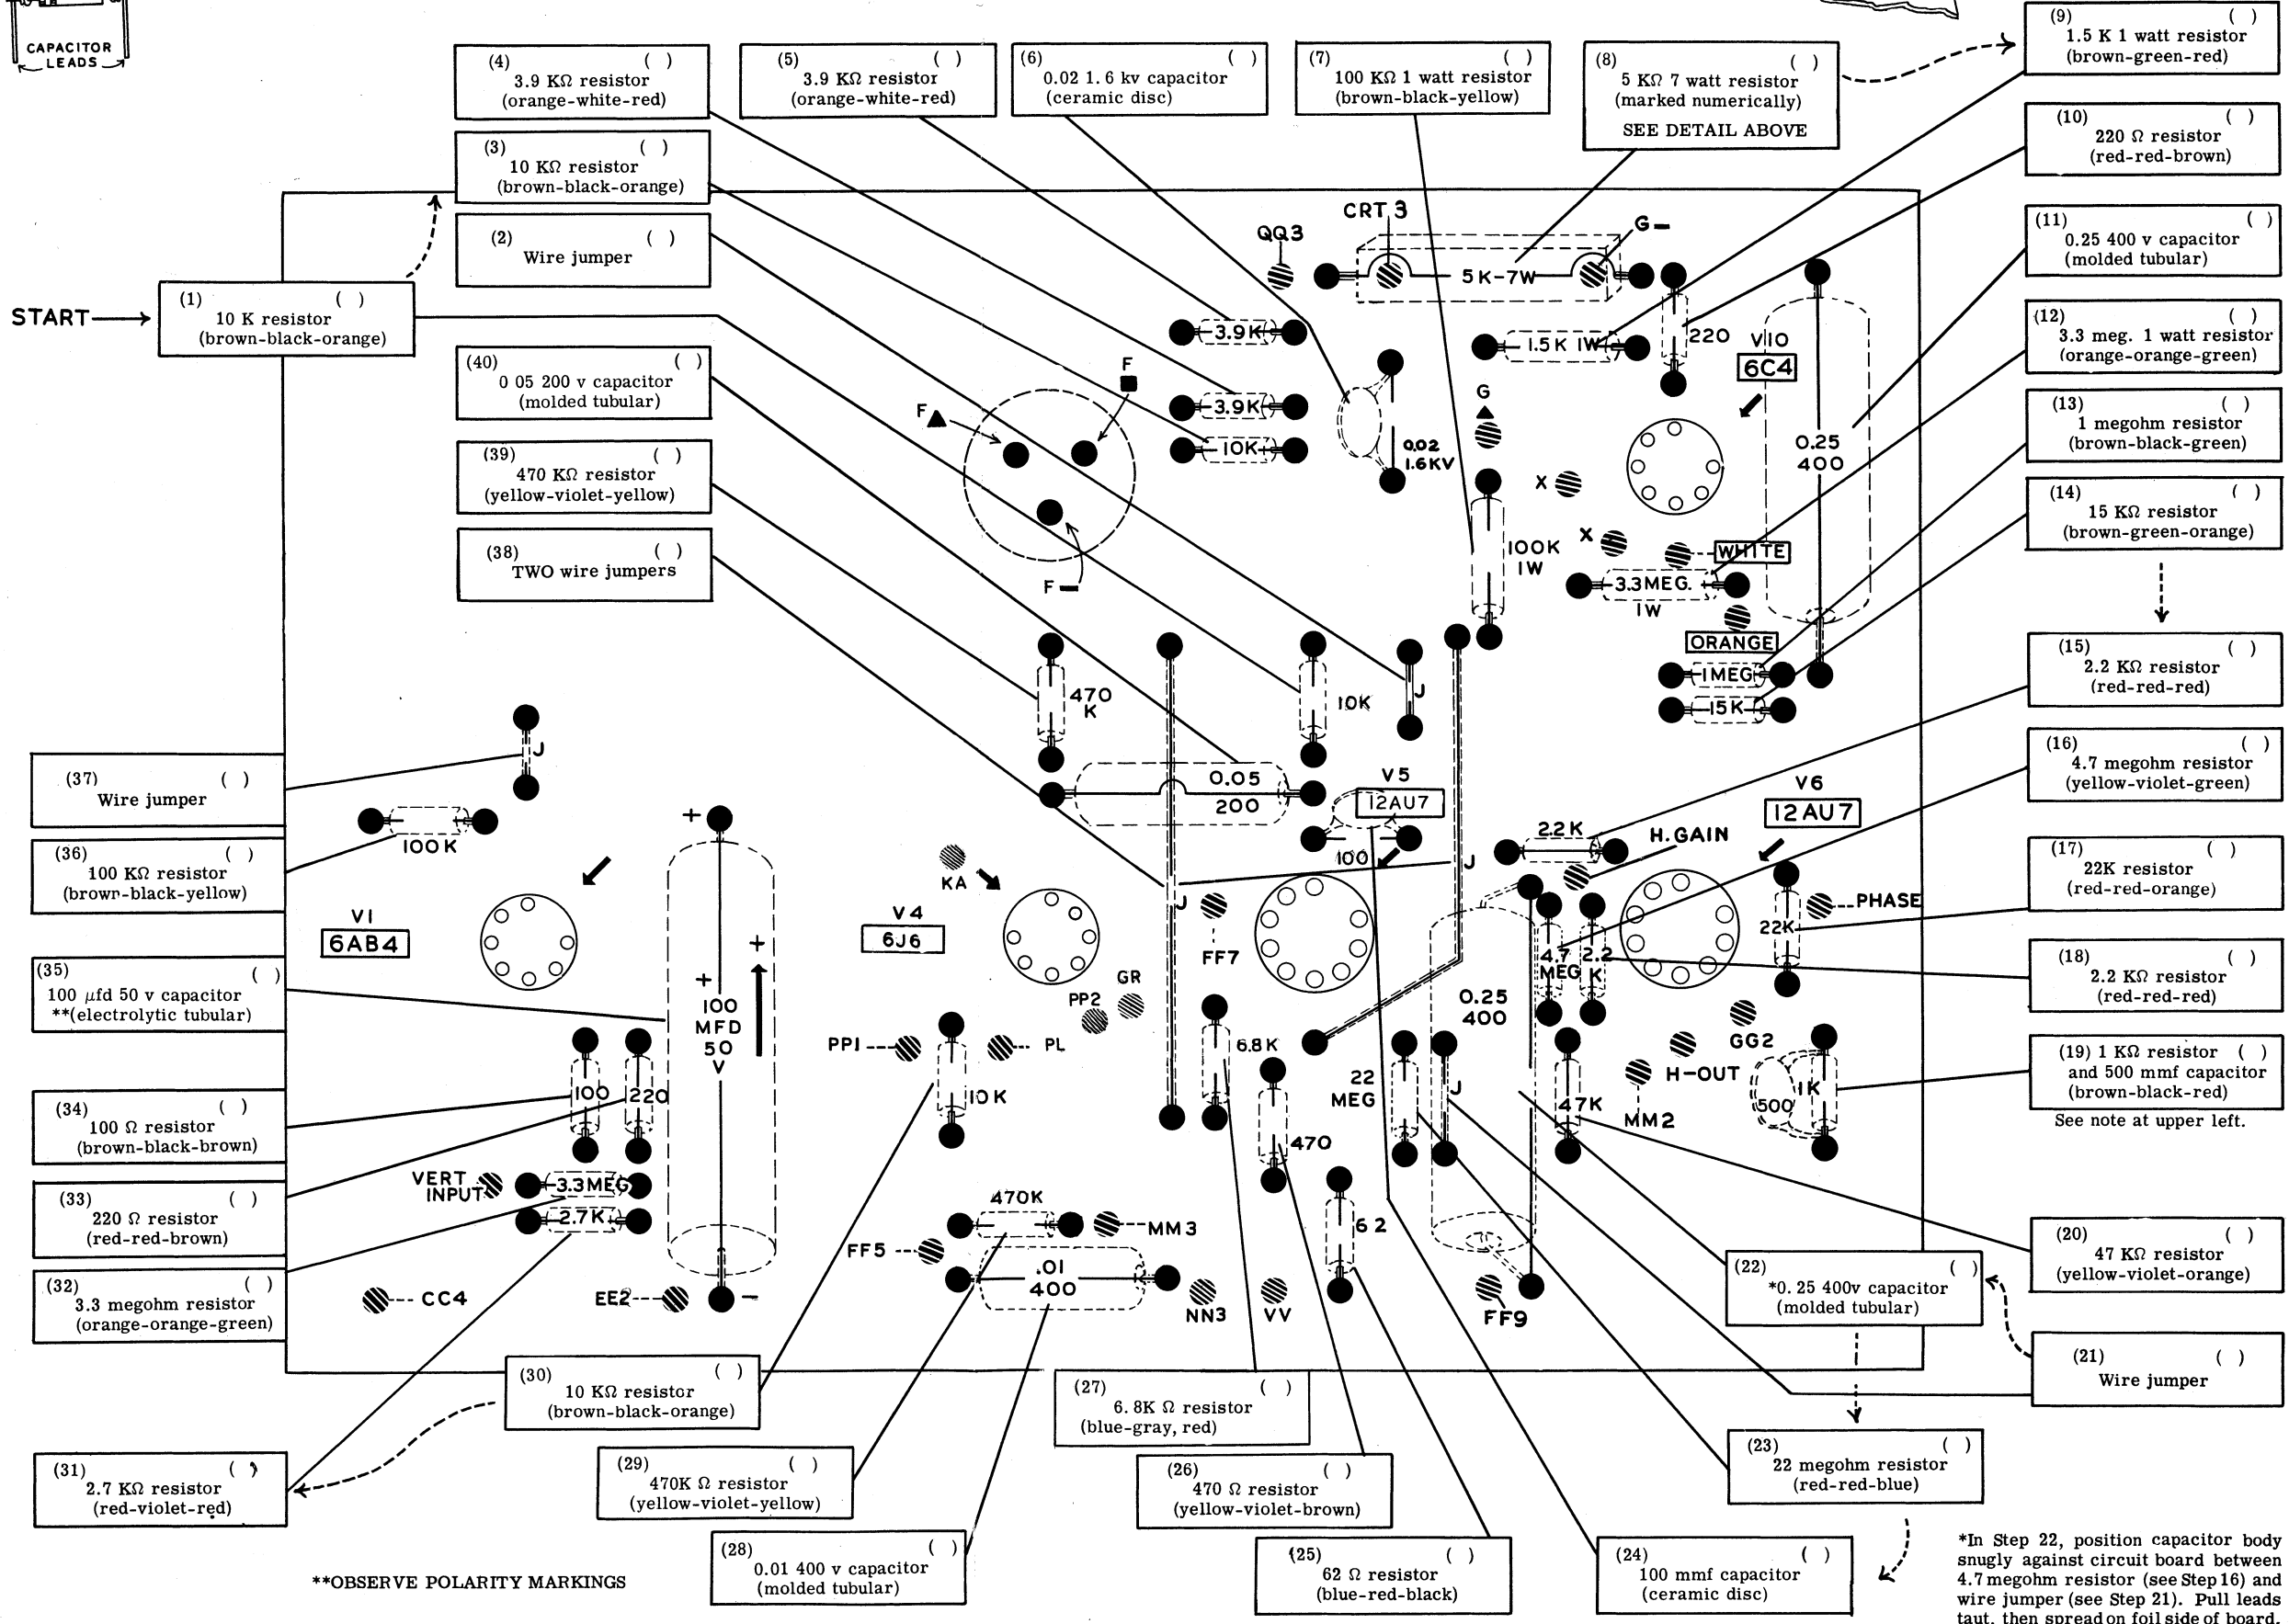 CAPACITOR
LEADS
(4) ( )
3.9 KΩ resistor
(orange-white-red)
(5) ( )
3.9 KΩ resistor
(orange-white-red)
(6) ( )
0.02 1.6 kv capacitor
(ceramic disc)
(7) ( )
100 KΩ 1 watt resistor
(brown-black-yellow)
(8) ( )
5 KΩ 7 watt resistor
(marked numerically)
SEE DETAIL ABOVE
(9) ( )
1.5 K 1 watt resistor
(brown-green-red)
(3) ( )
10 KΩ resistor
(brown-black-orange)
(10) ( )
220 Ω resistor
(red-red-brown)
(2) ( )
Wire jumper
(11) ( )
0.25 400 v capacitor
(molded tubular)
START
(1) ( )
10 K resistor
(brown-black-orange)
(12) ( )
3.3 meg. 1 watt resistor
(orange-orange-green)
(40) ( )
0 05 200 v capacitor
(molded tubular)
(13) ( )
1 megohm resistor
(brown-black-green)
(39) ( )
470 KΩ resistor
(yellow-violet-yellow)
(14) ( )
15 KΩ resistor
(brown-green-orange)
(38) ( )
TWO wire jumpers
QQ3
CRT 3
G-
5K-7W
3.9K
1.5K 1W
220
V10
6C4
F
F
G
3.9K
10K
0.02
1.6KV
0.25
400
X
X
100K
1W
WHITE
3.3MEG.
1W
F
ORANGE
1MEG
15K
470
K
10K
J
(15) ( )
2.2 KΩ resistor
(red-red-red)
(37) ( )
Wire jumper
J
0.05
200
V5
12AU7
V6
12AU7
(16) ( )
4.7 megohm resistor
(yellow-violet-green)
100K
+
2.2K
H.GAIN
100
J
(36) ( )
100 KΩ resistor
(brown-black-yellow)
(17) ( )
22K resistor
(red-red-orange)
KA
V1
6AB4
V4
6J6
J
FF7
PHASE
22K
+
+
100
MFD
50
V
(35) ( )
100 μfd 50 v capacitor
**(electrolytic tubular)
4.7
MEG
2.2
K
(18) ( )
2.2 KΩ resistor
(red-red-red)
GR
PP2
0.25
400
PP1
PL
6.8K
GG2
H-OUT
MM2
(19) 1 KΩ resistor ( )
and 500 mmf capacitor
(brown-black-red)
See note at upper left.
100
220
10K
22
MEG
J
47K
500
1K
(34) ( )
100 Ω resistor
(brown-black-brown)
470
VERT
INPUT
3.3MEG
2.7K
(33) ( )
220 Ω resistor
(red-red-brown)
470K
MM3
62
(20) ( )
47 KΩ resistor
(yellow-violet-orange)
FF5
.01
400
(22) ( )
*0.25 400v capacitor
(molded tubular)
(32) ( )
3.3 megohm resistor
(orange-orange-green)
CC4
EE2
-
NN3
VV
FF9
(21) ( )
Wire jumper
(30) ( )
10 KΩ resistor
(brown-black-orange)
(27) ( )
6.8K Ω resistor
(blue-gray, red)
(31) ( )
2.7 KΩ resistor
(red-violet-red)
(29) ( )
470K Ω resistor
(yellow-violet-yellow)
(26) ( )
470 Ω resistor
(yellow-violet-brown)
(23) ( )
22 megohm resistor
(red-red-blue)
(28) ( )
0.01 400 v capacitor
(molded tubular)
(25) ( )
62 Ω resistor
(blue-red-black)
(24) ( )
100 mmf capacitor
(ceramic disc)
**OBSERVE POLARITY MARKINGS
*In Step 22, position capacitor body
snugly against circuit board between
4.7 megohm resistor (see Step 16) and
wire jumper (see Step 21). Pull leads
taut, then spread on foil side of board.